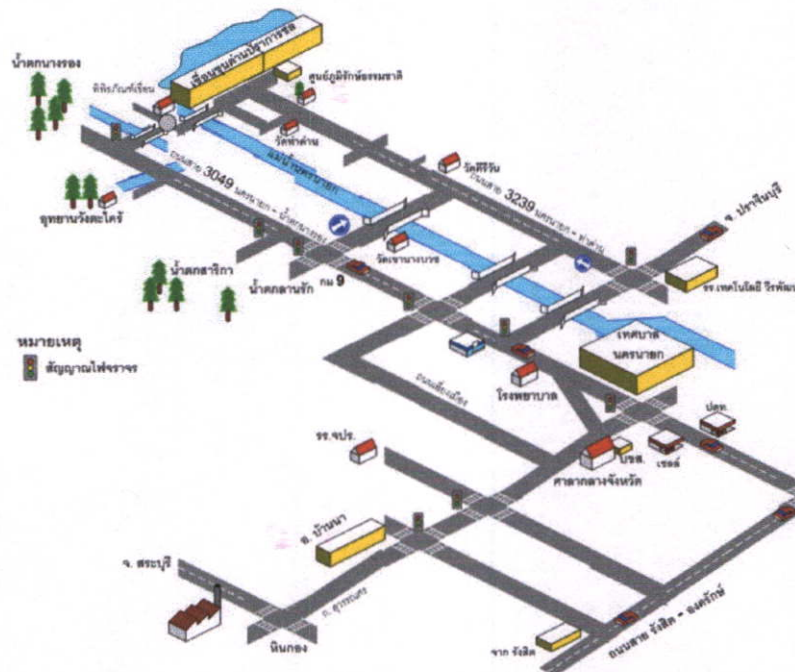 เขื่อนขุนด่านปราการชล
น้ำตกนางรอง
พิพิธภัณฑ์เขื่อน
ศูนย์ภูมิรักษ์ธรรมชาติ
วัดท่าด่าน
แม่น้ำนครนายก
วัดคีรีวัน
ถนนสาย 3049 นครนายก - น้ำตกนางรอง
ถนนสาย 3239 นครนายก - ท่าด่าน
จ. ปราจีนบุรี
อุทยานวังตะไคร้
น้ำตกสาริกา
น้ำตกลานรัก
กม 9
วัดเขานางบวช
รร.เทคโนโลยี วีรพัฒน์
หมายเหตุ
สัญญาณไฟจราจร
เทศบาล
นครนายก
โรงพยาบาล
ถนนเลี่ยงเมือง
ปตท.
เชลล์
บขส.
ศาลากลางจังหวัด
รร.จปร.
อ. บ้านนา
จ. สระบุรี
ถ. สุวรรณศร
หินกอง
จาก รังสิต
ถนนสาย รังสิต - องครักษ์